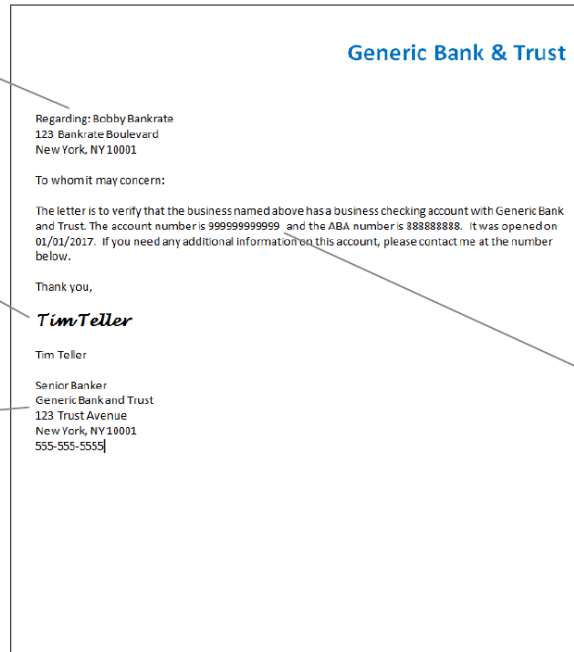 Generic Bank & Trust
Regarding: Bobby Bankrate
123 Bankrate Boulevard
New York, NY 10001
To whom it may concern:
The letter is to verify that the business named above has a business checking account with Generic Bank
and Trust. The account number is 999999999999 and the ABA number is 888888888. It was opened on
01/01/2017. If you need any additional information on this account, please contact me at the number
below.
Thank you,
Tim Teller
Tim Teller
Senior Banker
Generic Bank and Trust
123 Trust Avenue
New York, NY 10001
555-555-5555